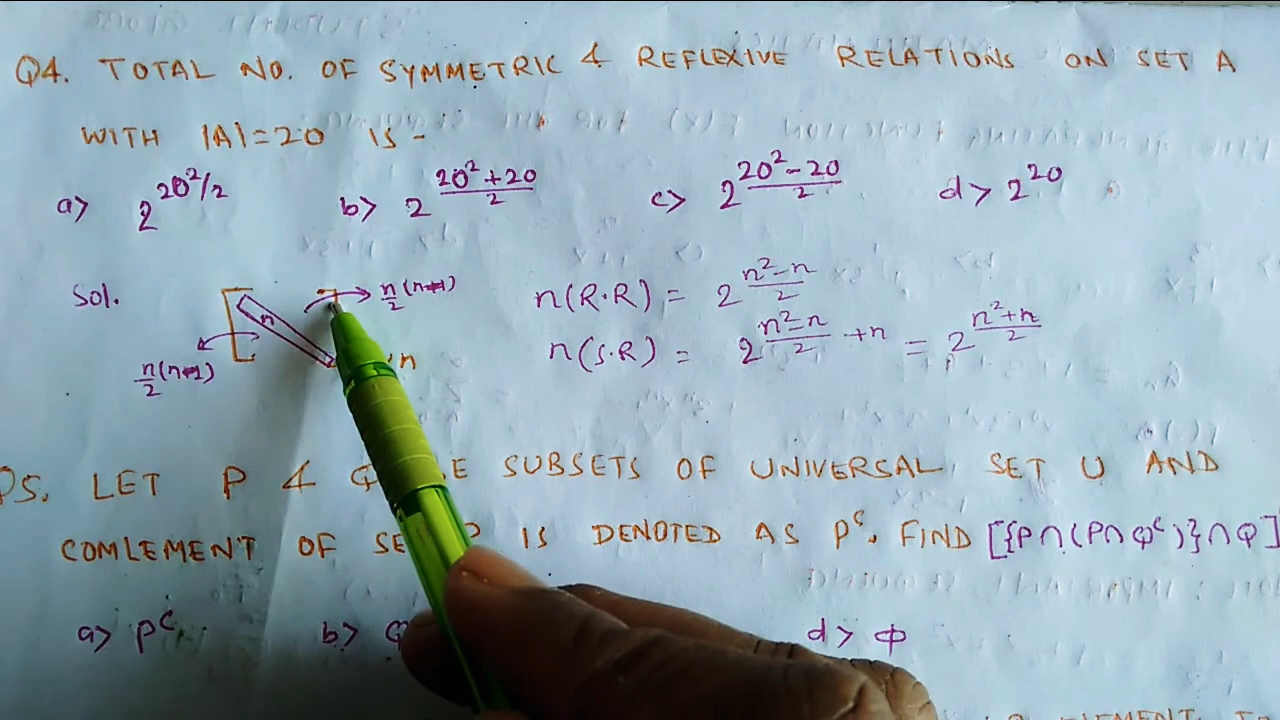 Q4. TOTAL NO. OF SYMMETRIC & REFLEXIVE RELATIONS ON SET A
WITH |A|=20 IS -
a> 2^(20²/2) b> 2^((20²+20)/2) c> 2^((20²-20)/2) d> 2^20
Sol. n n/2 (n-1) n(R·R) = 2^((n²-n)/2)
n/2 (n-1) n n(S·R) = 2^((n²-n)/2 + n) = 2^((n²+n)/2)
Q5. LET P & Q SUBSETS OF UNIVERSAL SET U AND
COMLEMENT OF P IS DENOTED AS P^c. FIND [{P∩(P∩Q^c)}∩Q]
a> P^c b> Q d> Φ